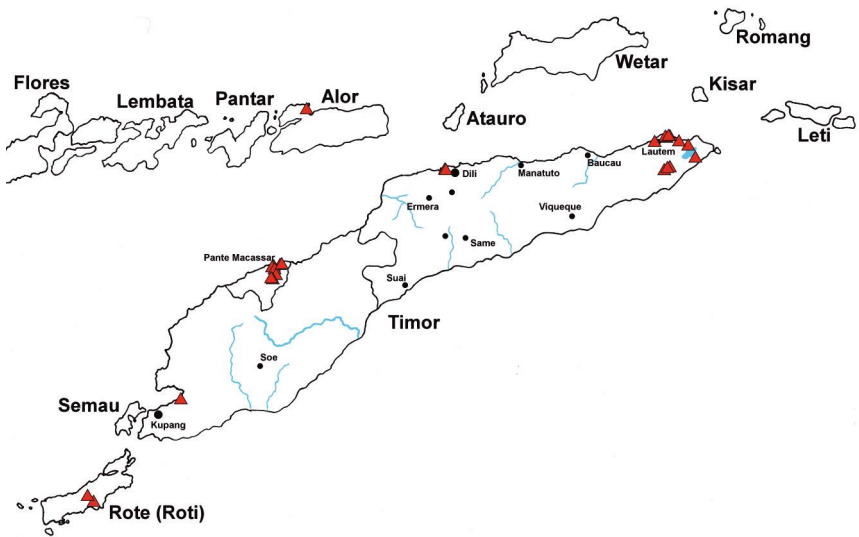 Romang
Wetar
Flores
Kisar
Lembata
Pantar
Alor
Atauro
Leti
Lautem
Baucau
Dili
Manatuto
Ermera
Viqueque
Same
Pante Macassar
Suai
Timor
Soe
Semau
Kupang
Rote (Roti)